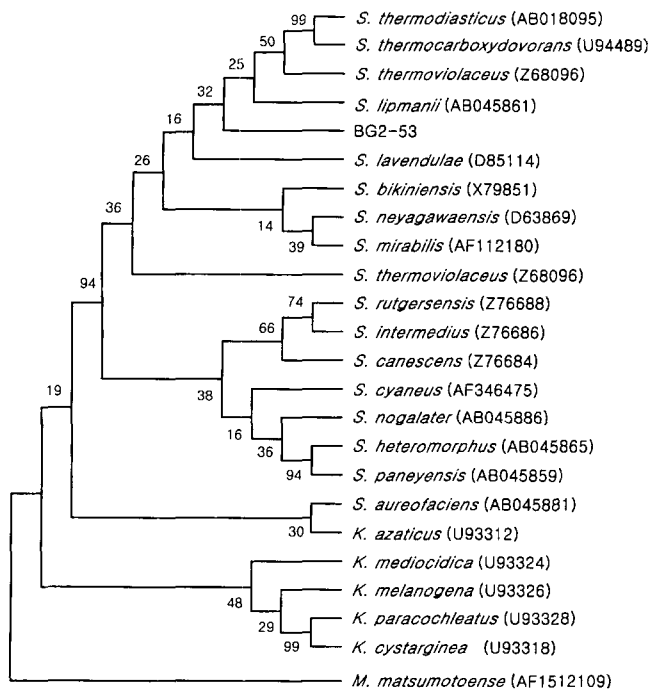 99 S. thermodiasticus (AB018095)
50 S. thermocarboxydovorans (U94489)
25 S. thermoviolaceus (Z68096)
32 S. lipmanii (AB045861)
16 BG2-53
26 S. lavendulae (D85114)
S. bikiniensis (X79851)
36 14 S. neyagawaensis (D63869)
39 S. mirabilis (AF112180)
94 S. thermoviolaceus (Z68096)
74 S. rutgersensis (Z76688)
66 S. intermedius (Z76686)
S. canescens (Z76684)
19 38 S. cyaneus (AF346475)
16 S. nogalater (AB045886)
36 S. heteromorphus (AB045865)
94 S. paneyensis (AB045859)
S. aureofaciens (AB045881)
30 K. azaticus (U93312)
K. mediocidica (U93324)
48 K. melanogena (U93326)
29 K. paracochleatus (U93328)
99 K. cystarginea (U93318)
M. matsumotoense (AF1512109)